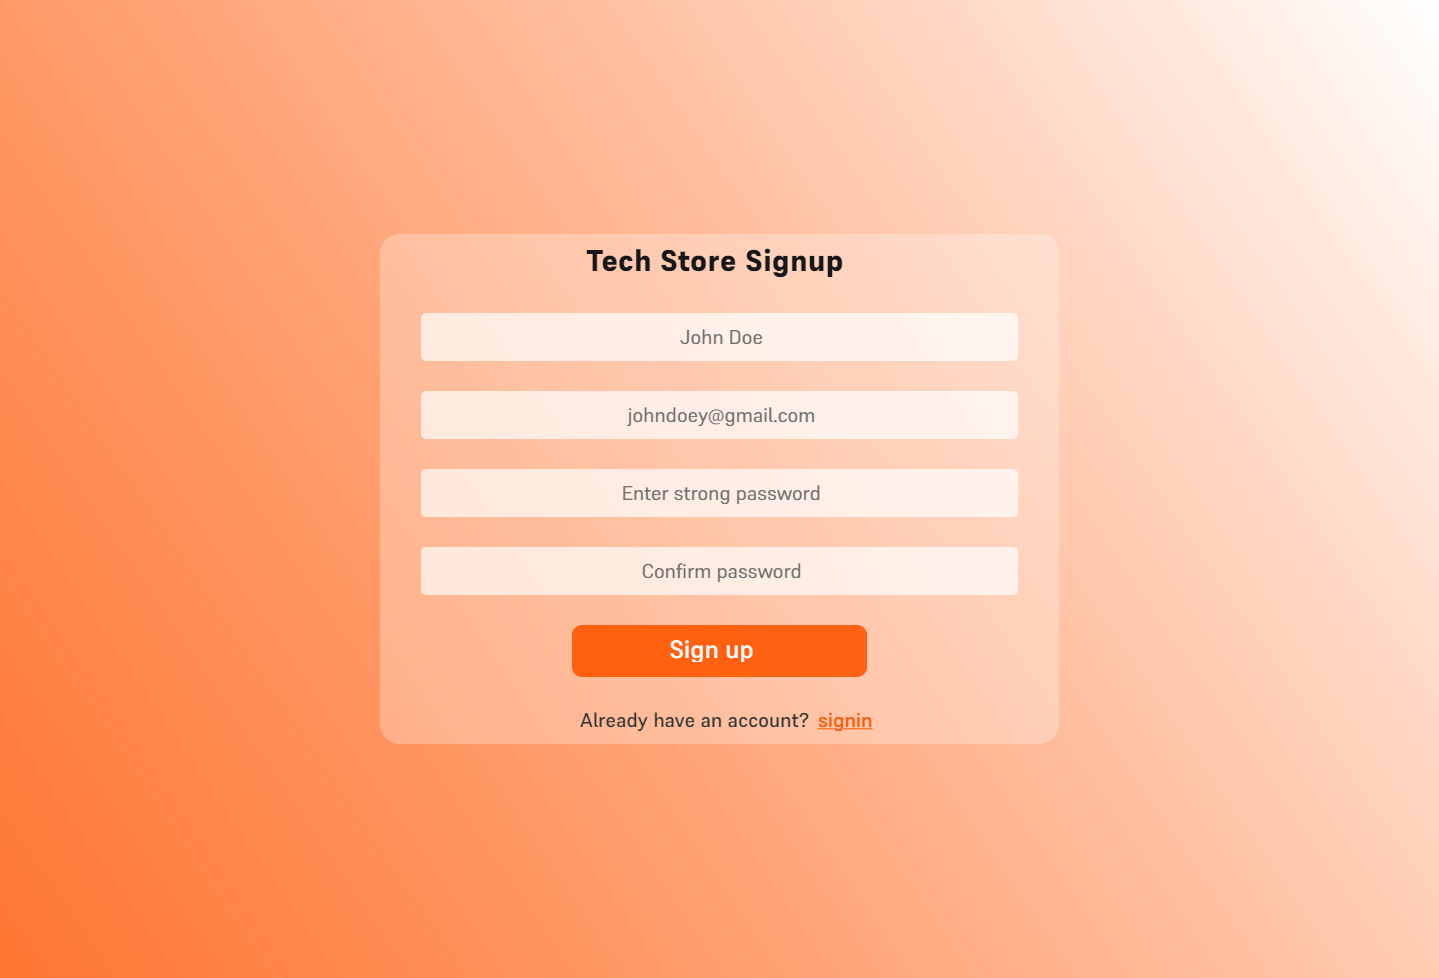 Tech Store Signup
John Doe
johndoey@gmail.com
Enter strong password
Confirm password
Sign up
Already have an account? signin